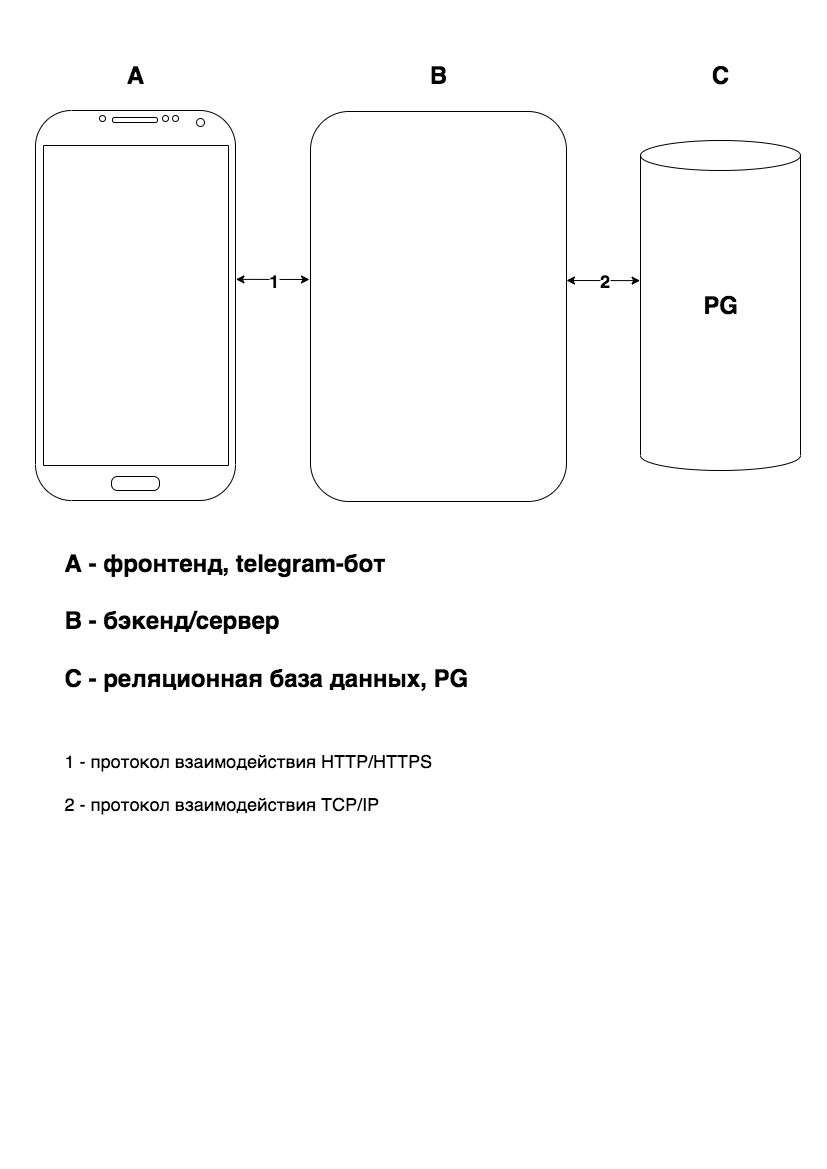 A
B
C
1
2
PG
A - фронтенд, telegram-бот
B - бэкенд/сервер
C - реляционная база данных, PG
1 - протокол взаимодействия HTTP/HTTPS
2 - протокол взаимодействия TCP/IP